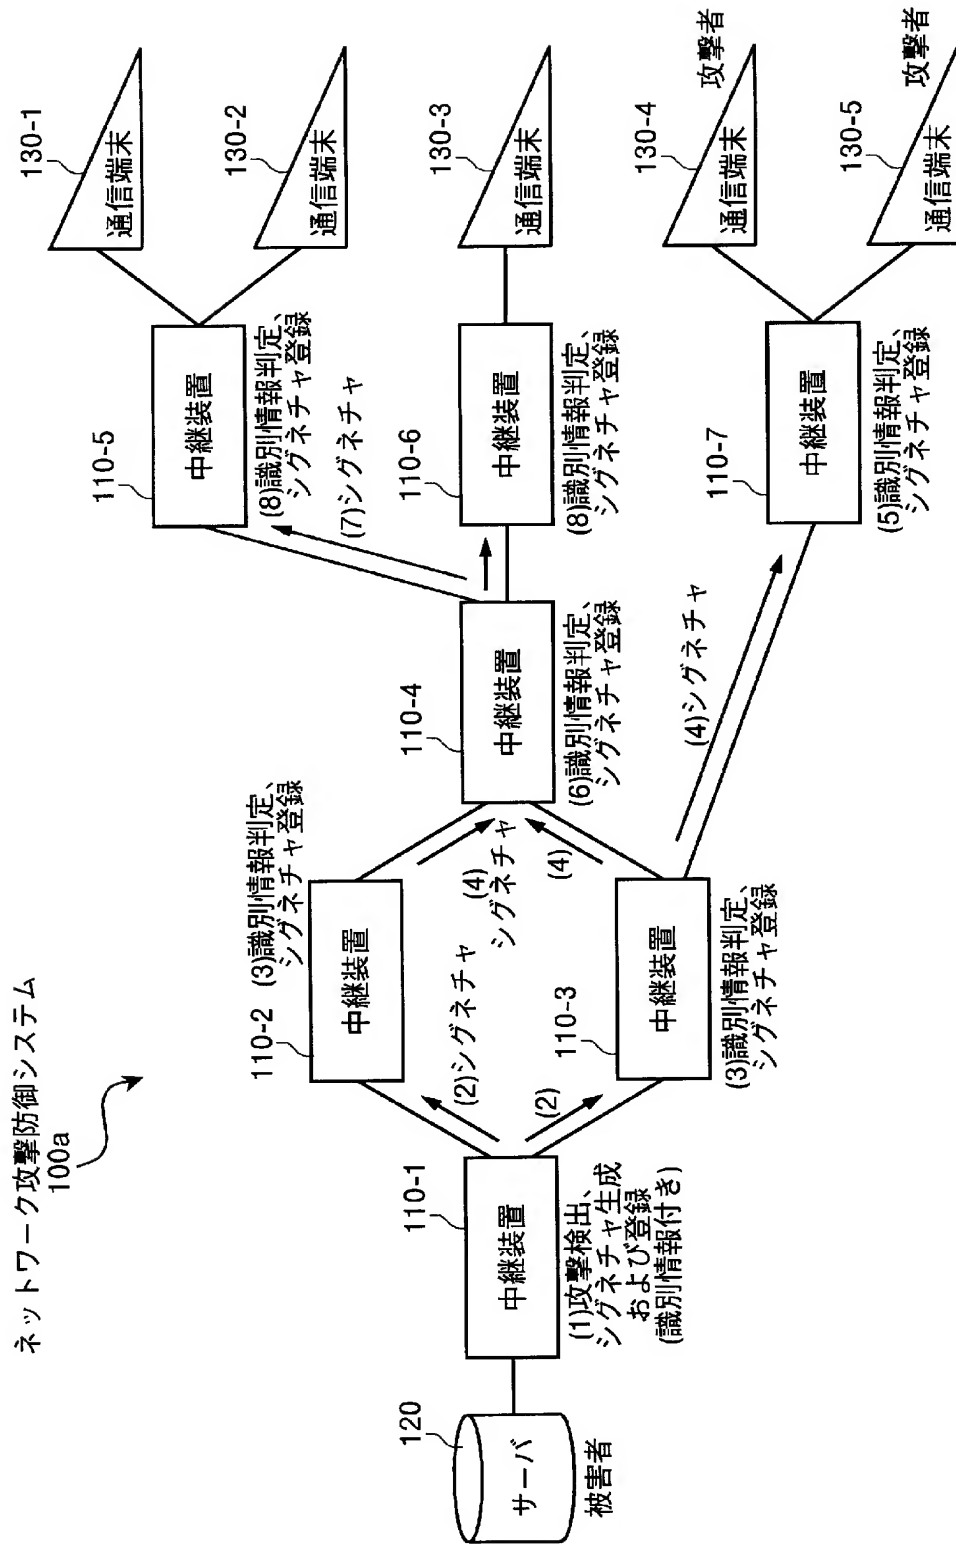 ネットワーク攻撃防御システム
100a
120
サーバ
被害者
110-1
中継装置
(1)攻撃検出、
シグネチャ生成
および登録
(識別情報付き)
(2)シグネチャ
(2)
110-2
中継装置
(3)識別情報判定、
シグネチャ登録
110-3
中継装置
(3)識別情報判定、
シグネチャ登録
(4)
シグネチャ
(4)
(4)シグネチャ
110-4
中継装置
(6)識別情報判定、
シグネチャ登録
(7)シグネチャ
110-5
中継装置
(8)識別情報判定、
シグネチャ登録
110-6
中継装置
(8)識別情報判定、
シグネチャ登録
110-7
中継装置
(5)識別情報判定、
シグネチャ登録
130-1
通信端末
130-2
通信端末
130-3
通信端末
130-4
通信端末
攻撃者
130-5
通信端末
攻撃者